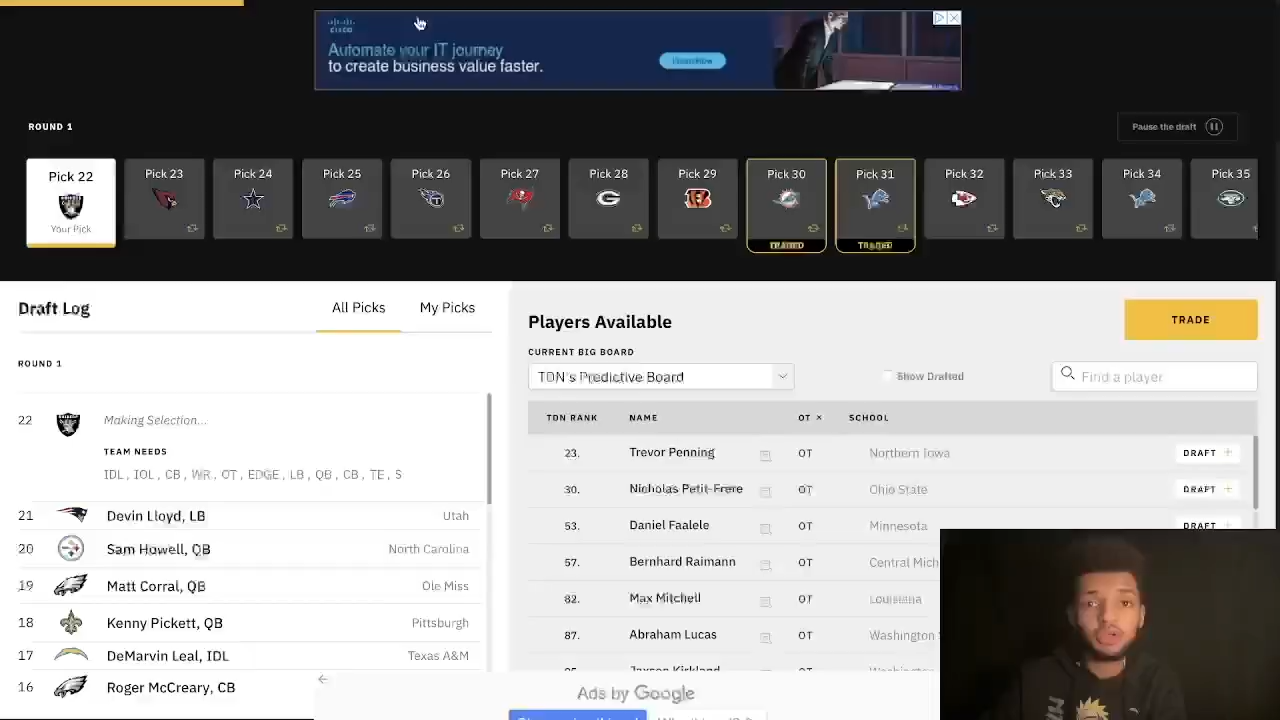 CISCO
Automate your IT journey
to create business value faster.
ROUND 1
Pause the draft
Pick 22
Your Pick
Pick 23
Pick 24
Pick 25
Pick 26
Pick 27
Pick 28
Pick 29
Pick 30
TRADED
Pick 31
TRADED
Pick 32
Pick 33
Pick 34
Pick 35
Draft Log
All Picks
My Picks
ROUND 1
22
Making Selection...
TEAM NEEDS
IDL, IOL, CB, WR, OT, EDGE, LB, QB, CB, TE, S
21 Devin Lloyd, LB Utah
20 Sam Howell, QB North Carolina
19 Matt Corral, QB Ole Miss
18 Kenny Pickett, QB Pittsburgh
17 DeMarvin Leal, IDL Texas A&M
16 Roger McCreary, CB
Players Available
TRADE
CURRENT BIG BOARD
TDN's Predictive Board
Show Drafted
Find a player
TDN RANK NAME OT × SCHOOL
23. Trevor Penning OT Northern Iowa DRAFT +
30. Nicholas Petit-Frere OT Ohio State DRAFT +
53. Daniel Faalele OT Minnesota DRAFT +
57. Bernhard Raimann OT Central Mich
82. Max Mitchell OT Louisiana
87. Abraham Lucas OT Washington
Jaxson Kirkland
Ads by Google